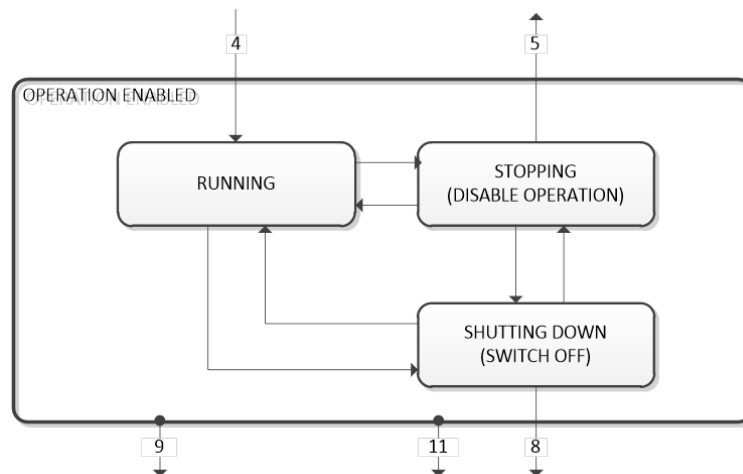 4
5
OPERATION ENABLED
RUNNING
STOPPING
(DISABLE OPERATION)
SHUTTING DOWN
(SWITCH OFF)
9
11
8